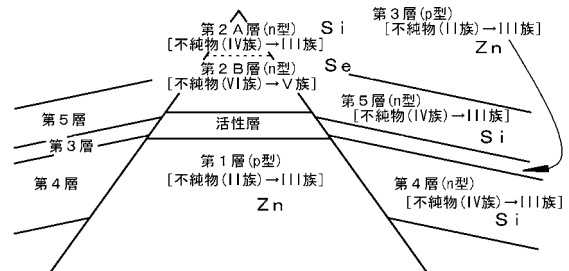 第2A層(n型)
[不純物(IV族)→III族]
Si
第2B層(n型)
[不純物(VI族)→V族]
Se
第3層(p型)
[不純物(II族)→III族]
Zn
第5層
第3層
第4層
活性層
第5層(n型)
[不純物(IV族)→III族]
Si
第1層(p型)
[不純物(II族)→III族]
Zn
第4層(n型)
[不純物(IV族)→III族]
Si